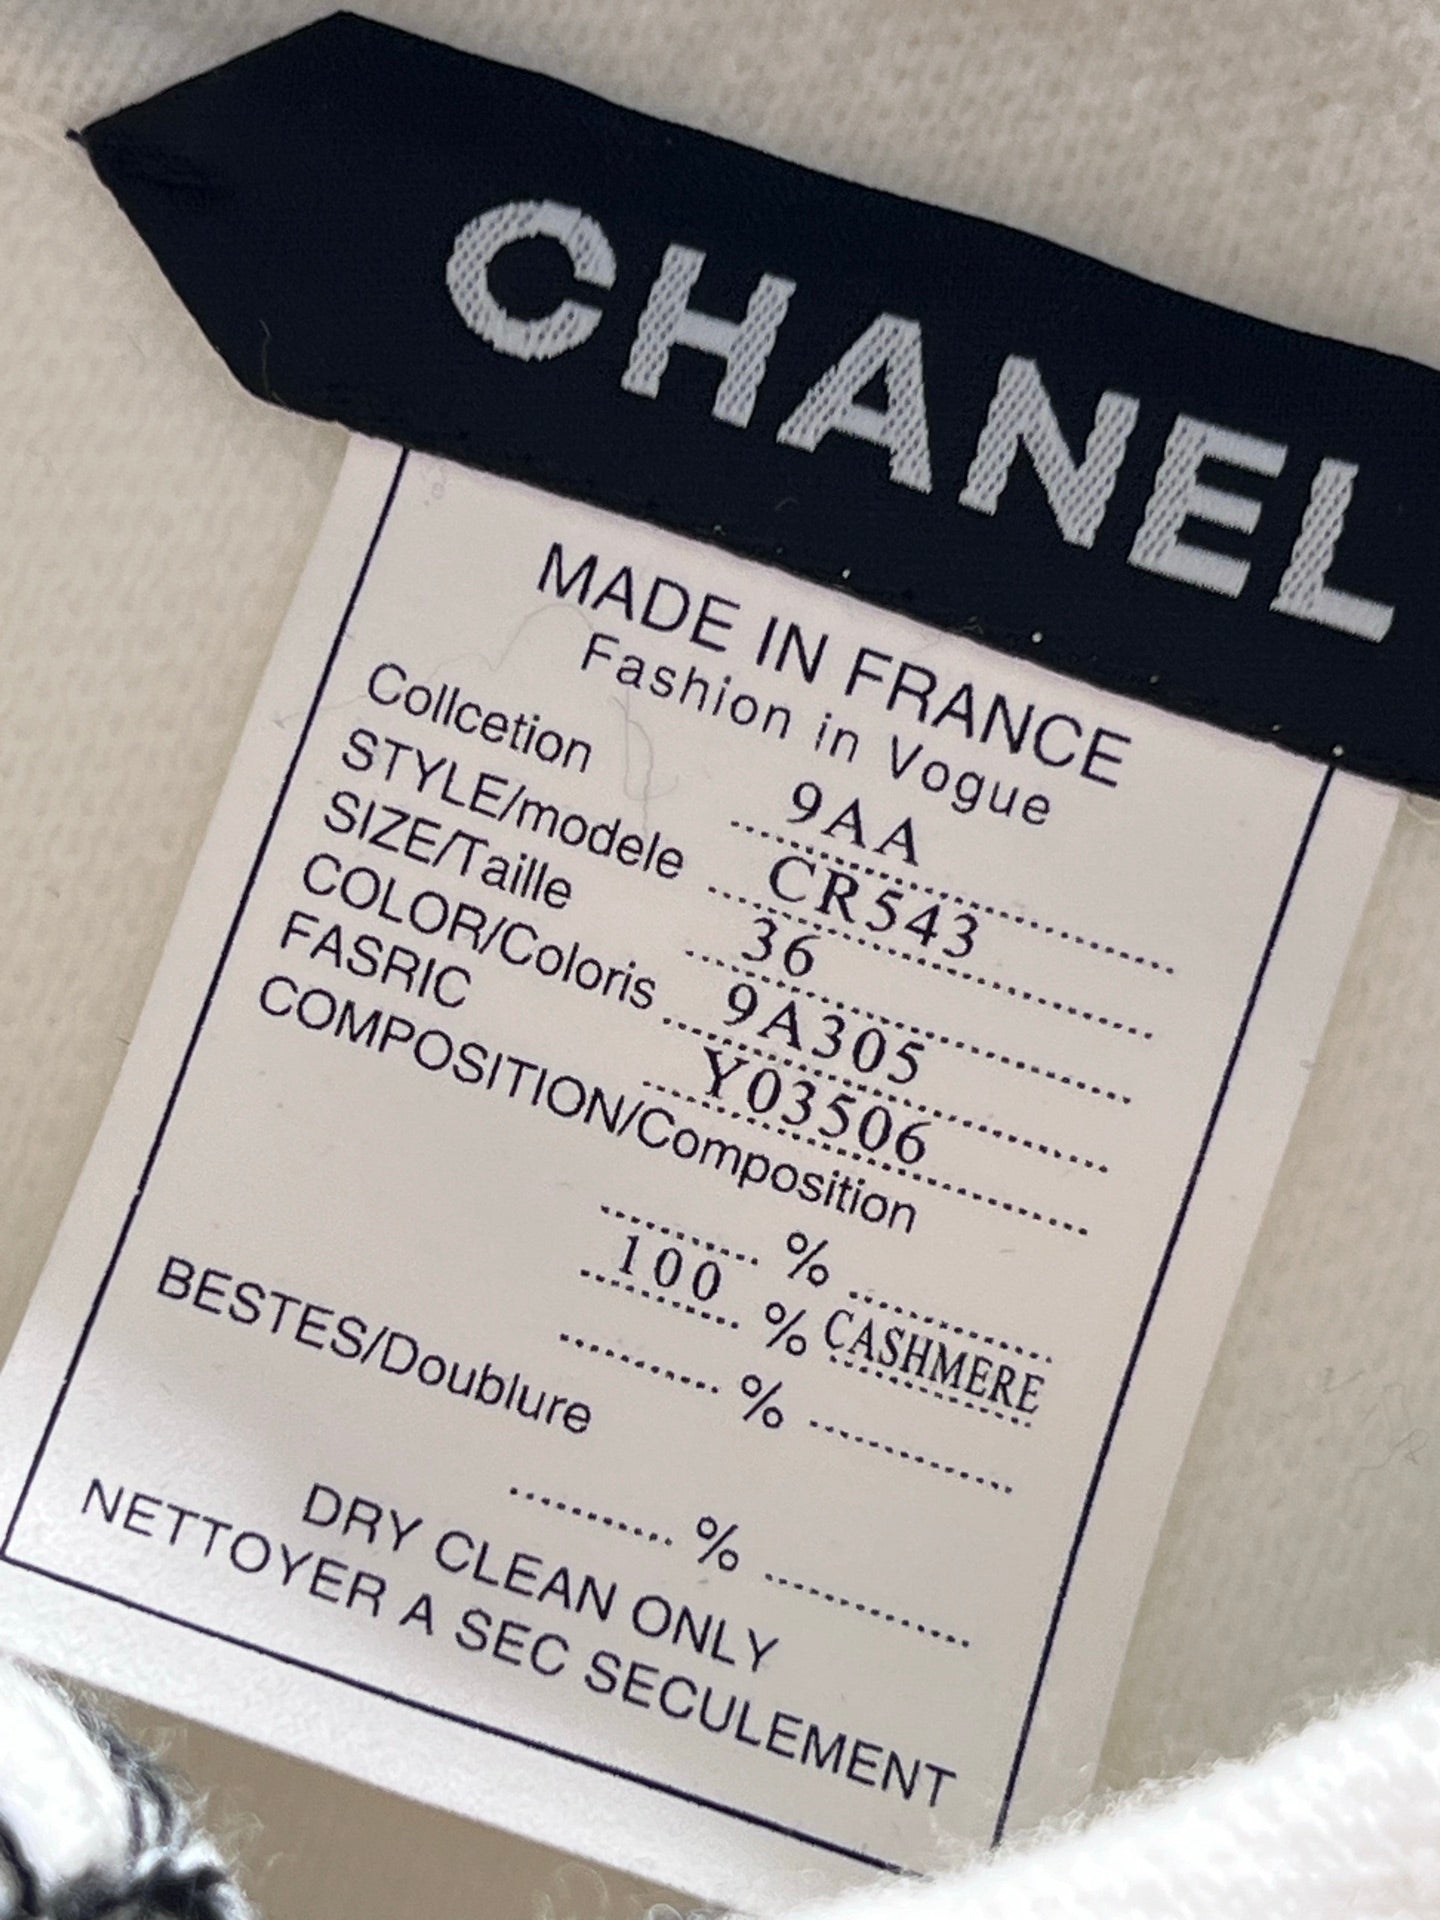 CHANEL
MADE IN FRANCE
Fashion in Vogue
Collcetion 9AA
STYLE/modele CR543
SIZE/Taille 36
COLOR/Coloris 9A305
FASRIC Y03506
COMPOSITION/Composition
%
100 % CASHMERE
%
BESTES/Doublure
%
DRY CLEAN ONLY
NETTOYER A SEC SECULEMENT